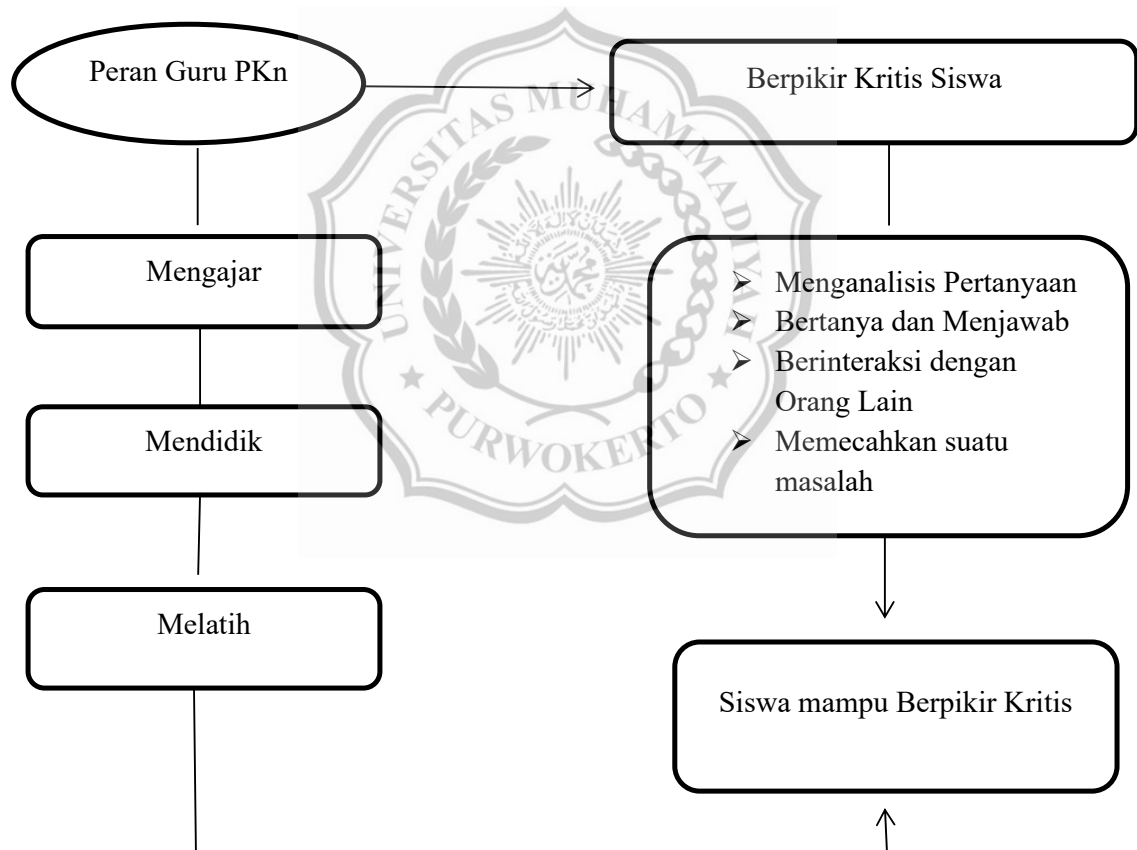 Peran Guru PKn
Berpikir Kritis Siswa
Mengajar
Mendidik
Melatih
➢ Menganalisis Pertanyaan
➢ Bertanya dan Menjawab
➢ Berinteraksi dengan
Orang Lain
➢ Memecahkan suatu
masalah
Siswa mampu Berpikir Kritis
UNIVERSITAS MUHAMMADIYAH
PURWOKERTO